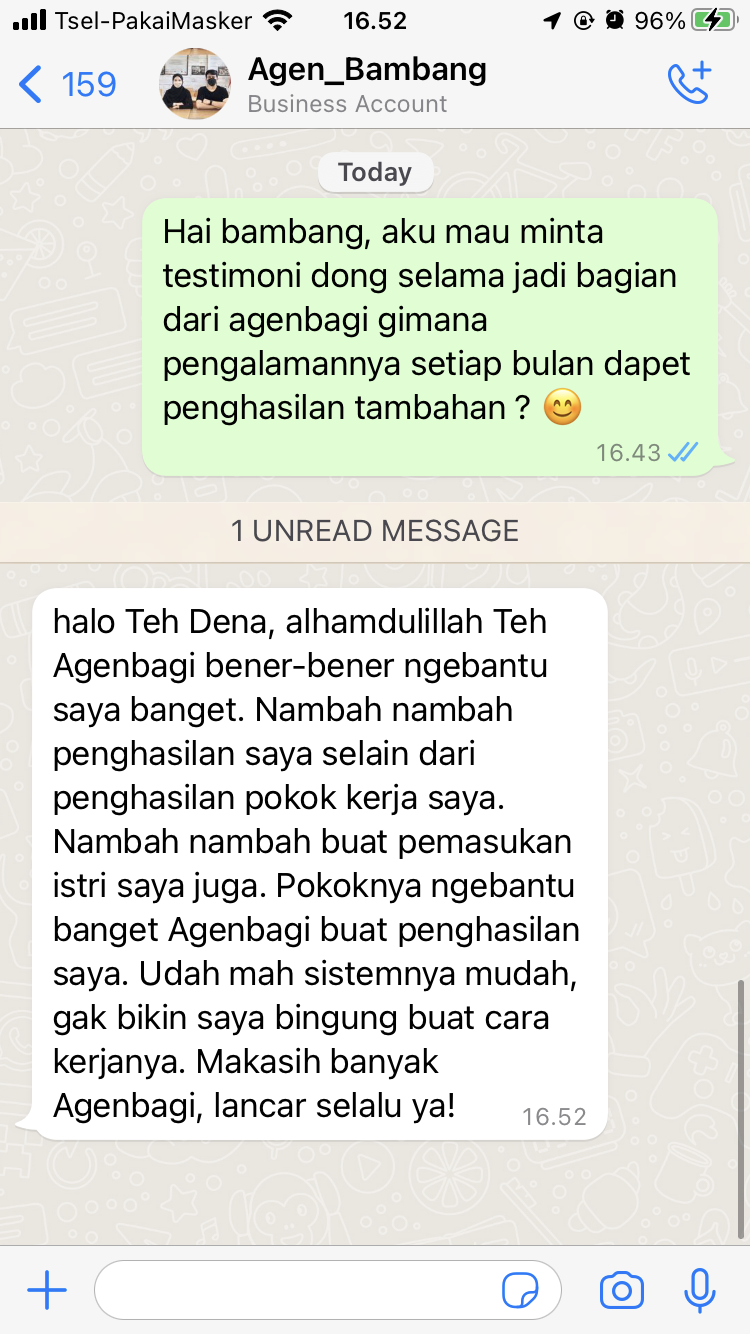 Tsel-PakaiMasker 16.52 96%
159 Agen_Bambang
Business Account
Today
Hai bambang, aku mau minta
testimoni dong selama jadi bagian
dari agenbagi gimana
pengalamannya setiap bulan dapet
penghasilan tambahan ? 😊
16.43
1 UNREAD MESSAGE
halo Teh Dena, alhamdulillah Teh
Agenbagi bener-bener ngebantu
saya banget. Nambah nambah
penghasilan saya selain dari
penghasilan pokok kerja saya.
Nambah nambah buat pemasukan
istri saya juga. Pokoknya ngebantu
banget Agenbagi buat penghasilan
saya. Udah mah sistemnya mudah,
gak bikin saya bingung buat cara
kerjanya. Makasih banyak
Agenbagi, lancar selalu ya!
16.52